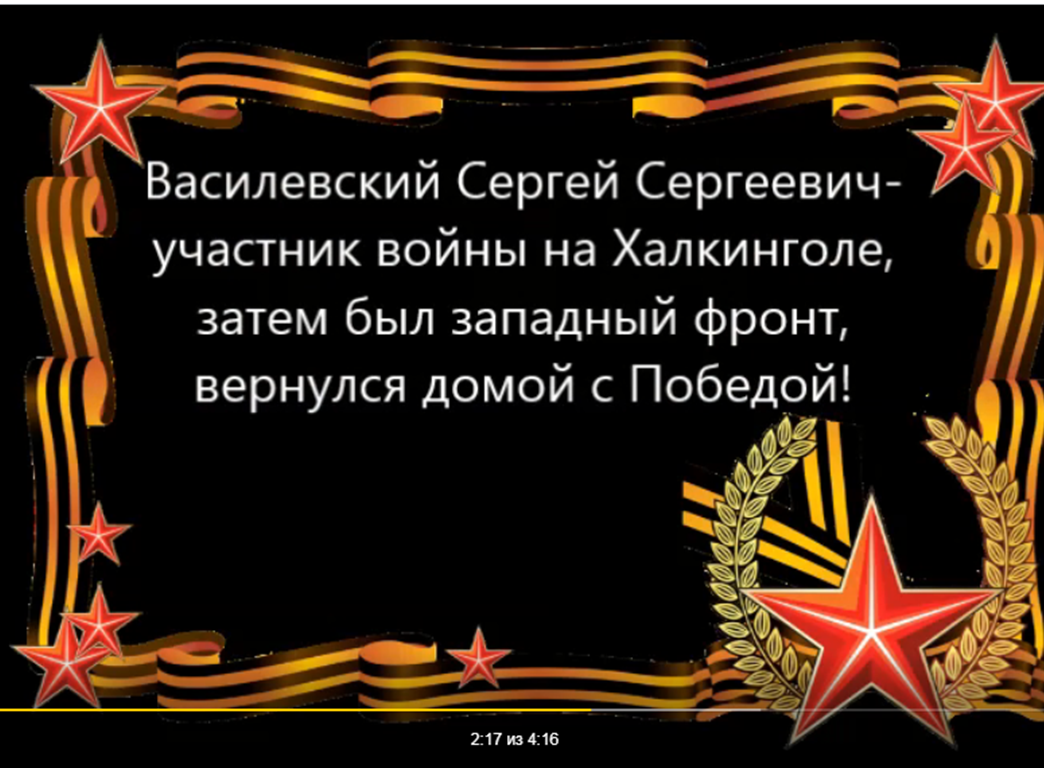 Василевский Сергей Сергеевич-
участник войны на Халкинголе,
затем был западный фронт,
вернулся домой с Победой!
2:17 из 4:16